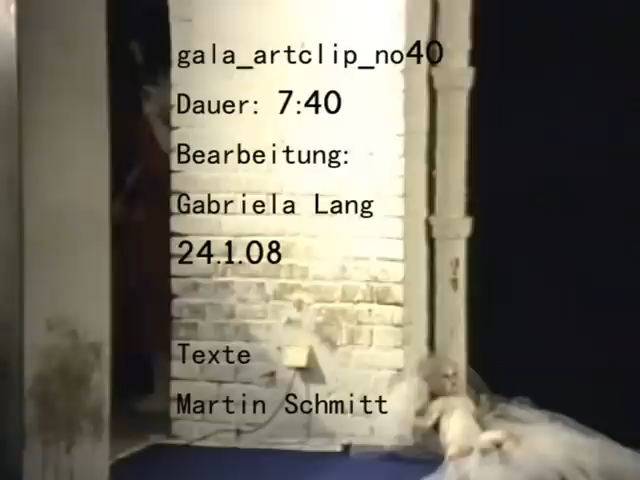 gala_artclip_no40
Dauer: 7:40
Bearbeitung:
Gabriela Lang
24.1.08
Texte
Martin Schmitt